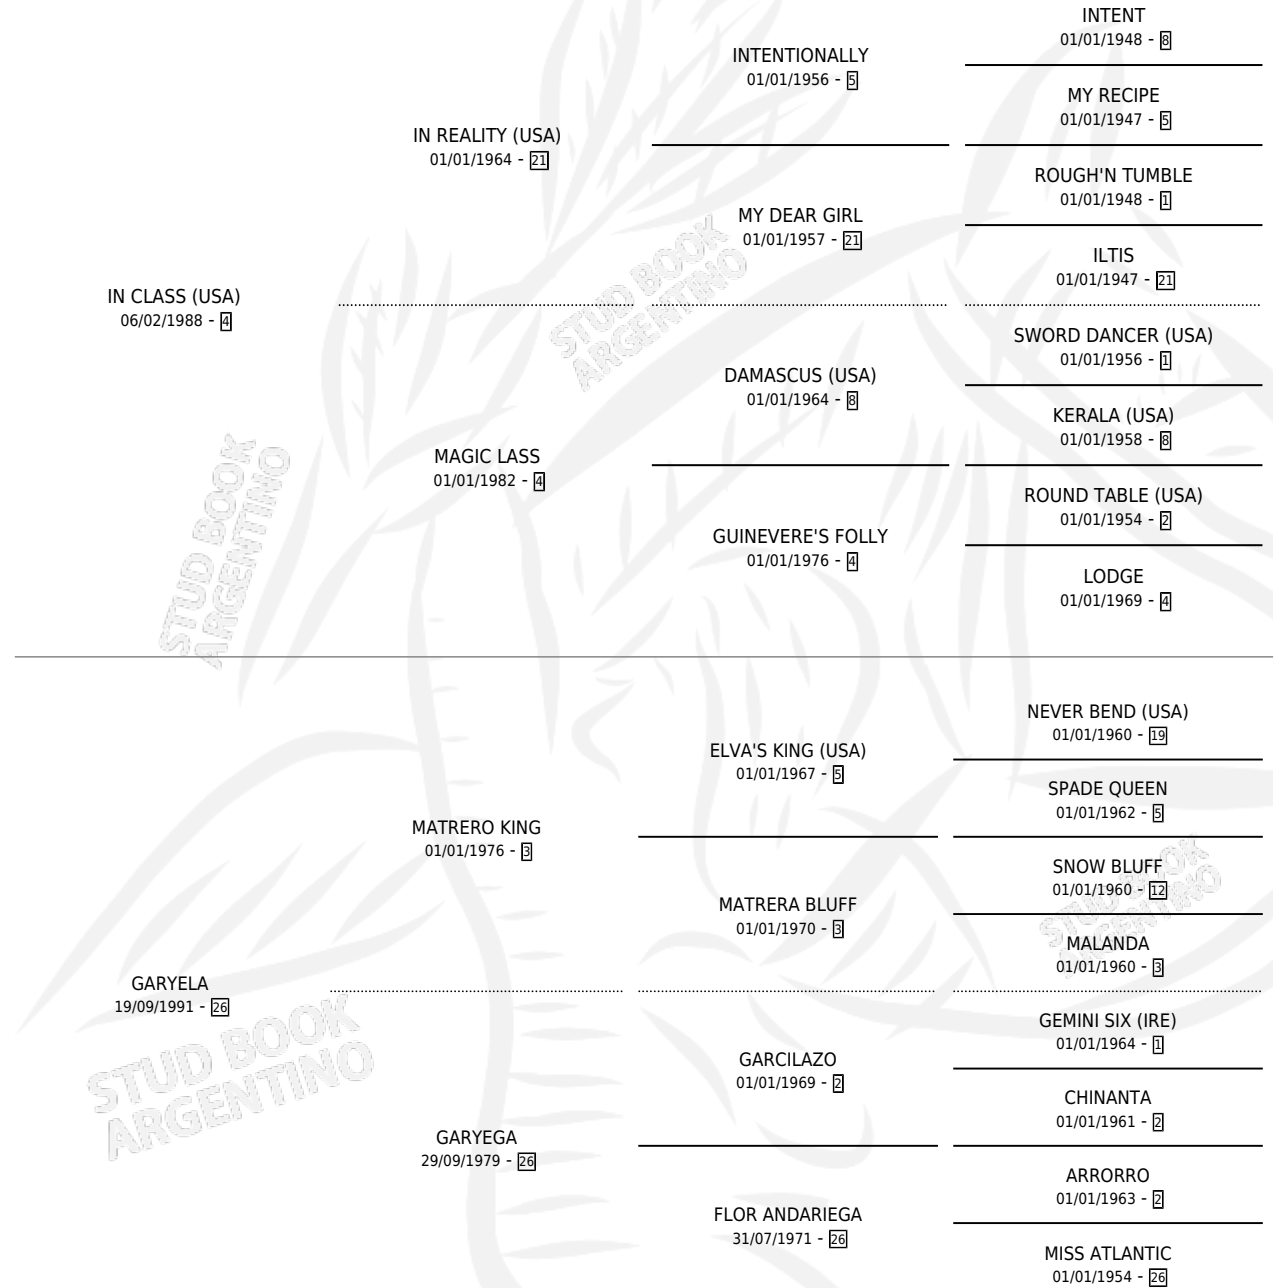 INTENT
01/01/1948 - 8
INTENTIONALLY
01/01/1956 - 5
MY RECIPE
01/01/1947 - 5
IN REALITY (USA)
01/01/1964 - 21
ROUGH'N TUMBLE
01/01/1948 - 1
MY DEAR GIRL
01/01/1957 - 21
ILTIS
01/01/1947 - 21
IN CLASS (USA)
06/02/1988 - 4
SWORD DANCER (USA)
01/01/1956 - 1
DAMASCUS (USA)
01/01/1964 - 8
KERALA (USA)
01/01/1958 - 8
MAGIC LASS
01/01/1982 - 4
ROUND TABLE (USA)
01/01/1954 - 2
GUINEVERE'S FOLLY
01/01/1976 - 4
LODGE
01/01/1969 - 4
NEVER BEND (USA)
01/01/1960 - 19
ELVA'S KING (USA)
01/01/1967 - 5
SPADE QUEEN
01/01/1962 - 5
MATRERO KING
01/01/1976 - 3
SNOW BLUFF
01/01/1960 - 12
MATRERA BLUFF
01/01/1970 - 3
MALANDA
01/01/1960 - 3
GARYELA
19/09/1991 - 26
GEMINI SIX (IRE)
01/01/1964 - 1
GARCILAZO
01/01/1969 - 2
CHINANTA
01/01/1961 - 2
GARYEGA
29/09/1979 - 26
ARRORRO
01/01/1963 - 2
FLOR ANDARIEGA
31/07/1971 - 26
MISS ATLANTIC
01/01/1954 - 26
STUD BOOK
ARGENTINO
STUD BOOK
ARGENTINO
STUD BOOK
ARGENTINO
STUD BOOK
ARGENTINO